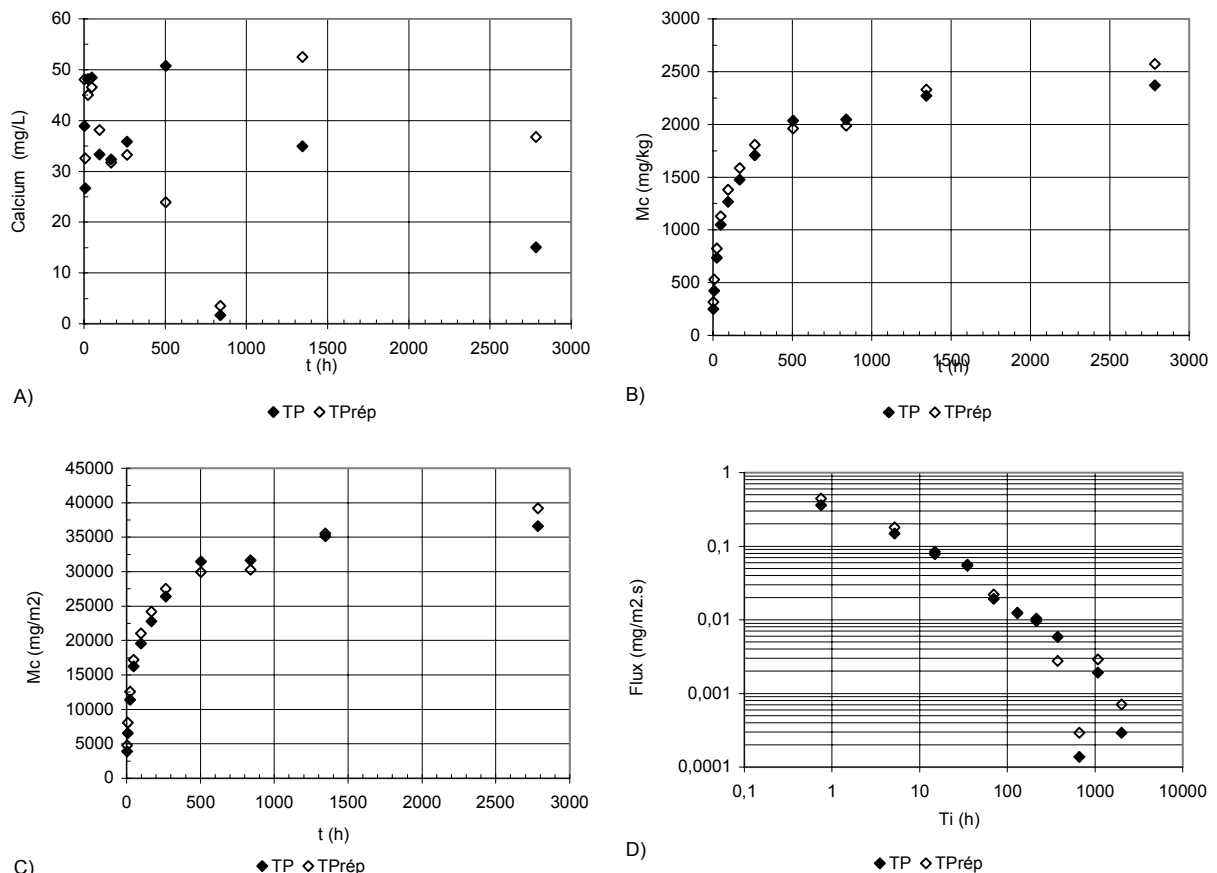 60
50
40
30
20
10
0
Calcium (mg/L)
0 500 1000 1500 2000 2500 3000
t (h)
A)
TP TPrép
3000
2500
2000
1500
1000
500
0
Mc (mg/kg)
0 500 1000 1500 2000 2500 3000
t (h)
B)
TP TPrép
45000
40000
35000
30000
25000
20000
15000
10000
5000
0
Mc (mg/m2)
0 500 1000 1500 2000 2500 3000
t (h)
C)
TP TPrép
1
0,1
0,01
0,001
0,0001
Flux (mg/m2.s)
0,1 1 10 100 1000 10000
Ti (h)
D)
TP TPrép